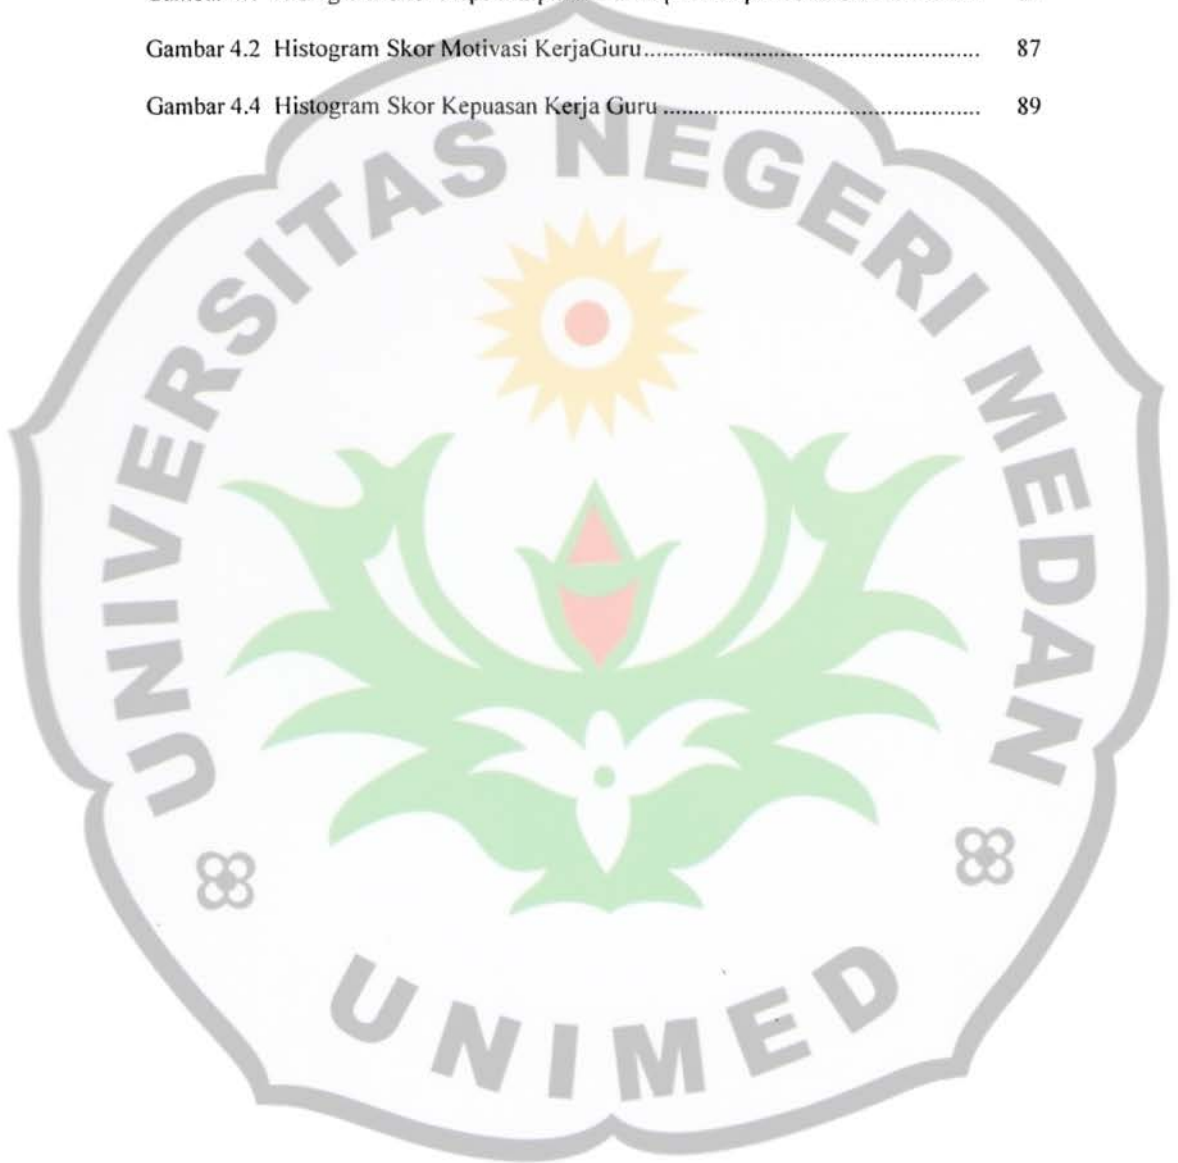 Gambar 4.2 Histogram Skor Motivasi KerjaGuru...................................................... 87
Gambar 4.4 Histogram Skor Kepuasan Kerja Guru ................................................... 89
UNIVERSITAS NEGERI MEDAN
UNIMED